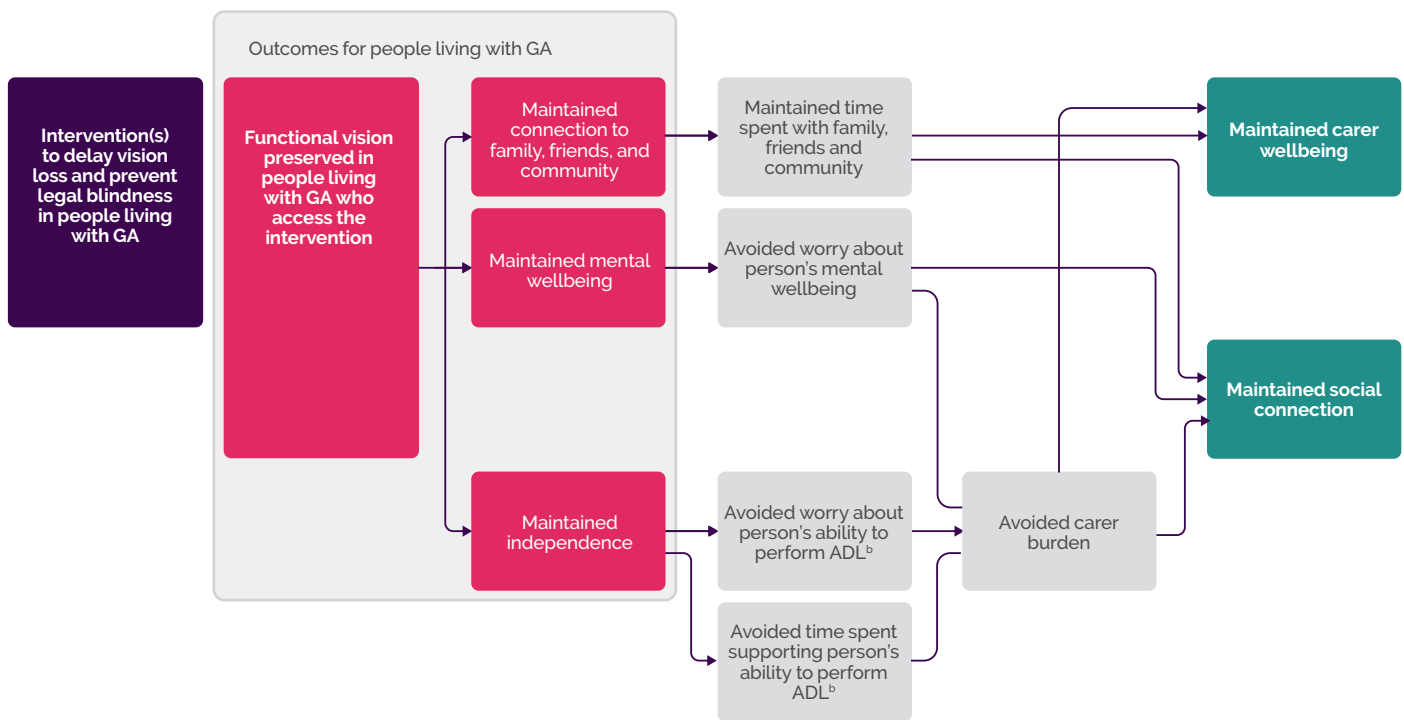 Outcomes for people living with GA
Intervention(s)
to delay vision
loss and prevent
legal blindness
in people living
with GA
Functional vision
preserved in
people living
with GA who
access the
intervention
Maintained
connection to
family, friends, and
community
Maintained time
spent with family,
friends and
community
Maintained carer
wellbeing
Maintained mental
wellbeing
Avoided worry about
person's mental
wellbeing
Maintained social
connection
Maintained
independence
Avoided worry about
person's ability to
perform ADLᵇ
Avoided carer
burden
Avoided time spent
supporting person's
ability to perform
ADLᵇ